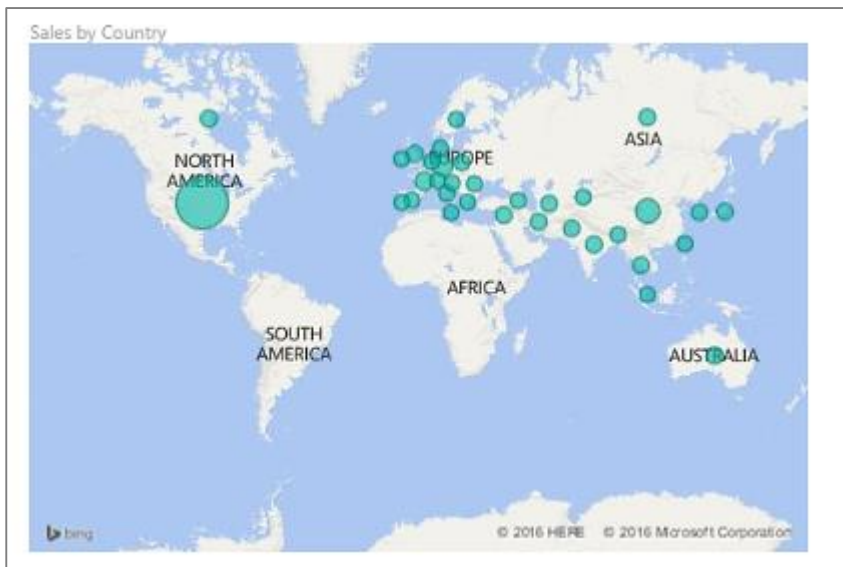 Sales by Country
NORTH
AMERICA
EUROPE
ASIA
AFRICA
SOUTH
AMERICA
AUSTRALIA
bing
© 2016 HERE © 2016 Microsoft Corporation